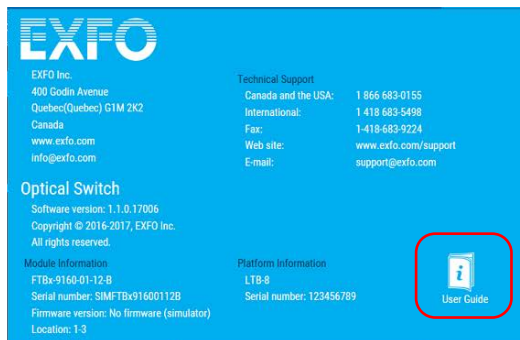 EXFO
EXFO Inc.
400 Godin Avenue
Quebec(Quebec) G1M 2K2
Canada
www.exfo.com
info@exfo.com
Technical Support
Canada and the USA: 1 866 683-0155
International: 1 418 683-5498
Fax: 1-418-683-9224
Web site: www.exfo.com/support
E-mail: support@exfo.com
Optical Switch
Software version: 1.1.0.17006
Copyright © 2016-2017, EXFO Inc.
All rights reserved.
Module Information
FTBx-9160-01-12-B
Serial number: SIMFTBx91600112B
Firmware version: No firmware (simulator)
Location: 1-3
Platform Information
LTB-8
Serial number: 123456789
i
User Guide